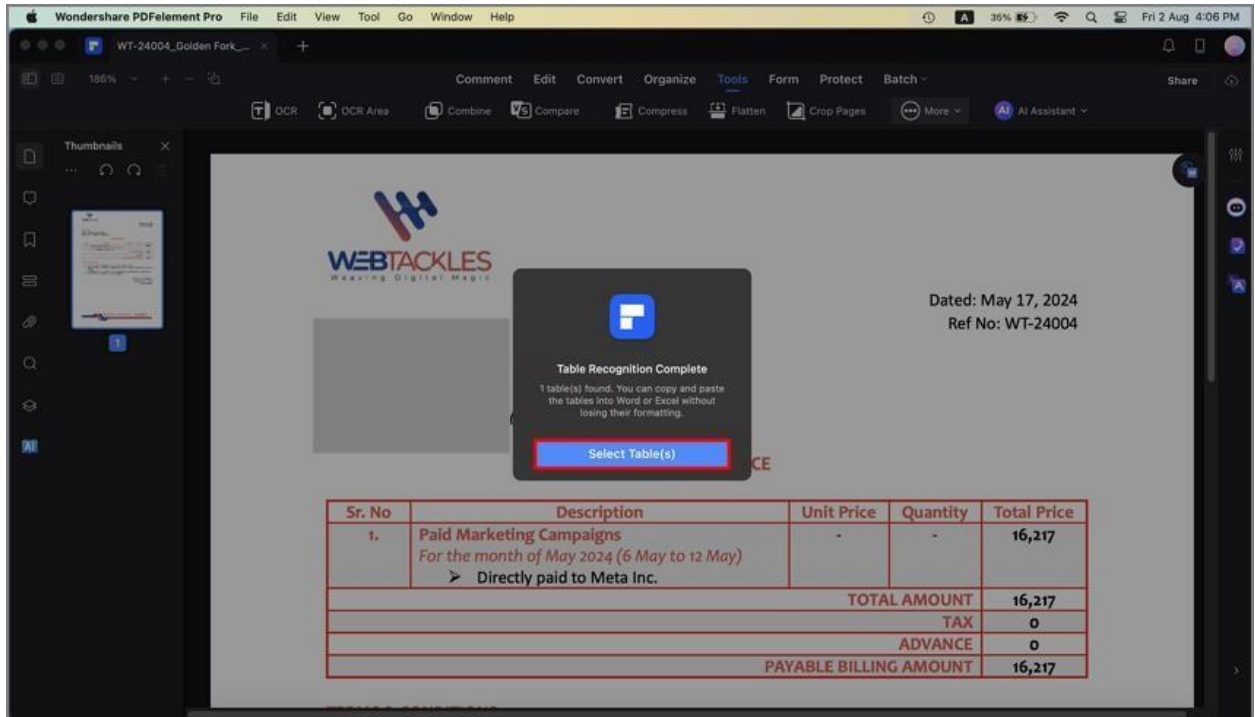 Wondershare PDFelement Pro File Edit View Tool Go Window Help A 35% Fri 2 Aug 4:06 PM
WT-24004_Golden Fork_... × +
186% Comment Edit Convert Organize Tools Form Protect Batch Share
OCR OCR Area Combine Compare Compress Flatten Crop Pages More AI AI Assistant
Thumbnails ×
WEBTACKLES
Weaving Digital Magic
Dated: May 17, 2024
Ref No: WT-24004
1
AI
Table Recognition Complete
1 table(s) found. You can copy and paste
the tables into Word or Excel without
losing their formatting.
Select Table(s)
CE
Sr. No Description Unit Price Quantity Total Price
1. Paid Marketing Campaigns - - 16,217
For the month of May 2024 (6 May to 12 May)
➢ Directly paid to Meta Inc.
TOTAL AMOUNT 16,217
TAX 0
ADVANCE 0
PAYABLE BILLING AMOUNT 16,217